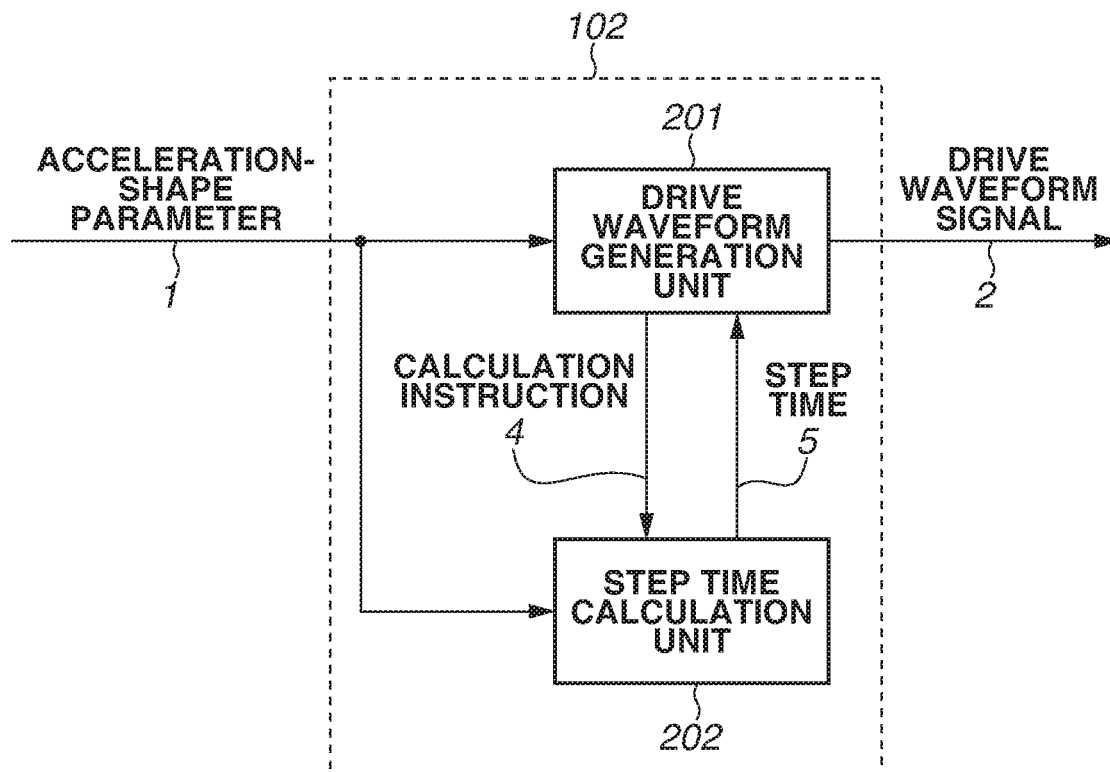 102
201
ACCELERATION-
SHAPE
PARAMETER
1
DRIVE
WAVEFORM
GENERATION
UNIT
DRIVE
WAVEFORM
SIGNAL
2
CALCULATION
INSTRUCTION
4
STEP
TIME
5
STEP TIME
CALCULATION
UNIT
202